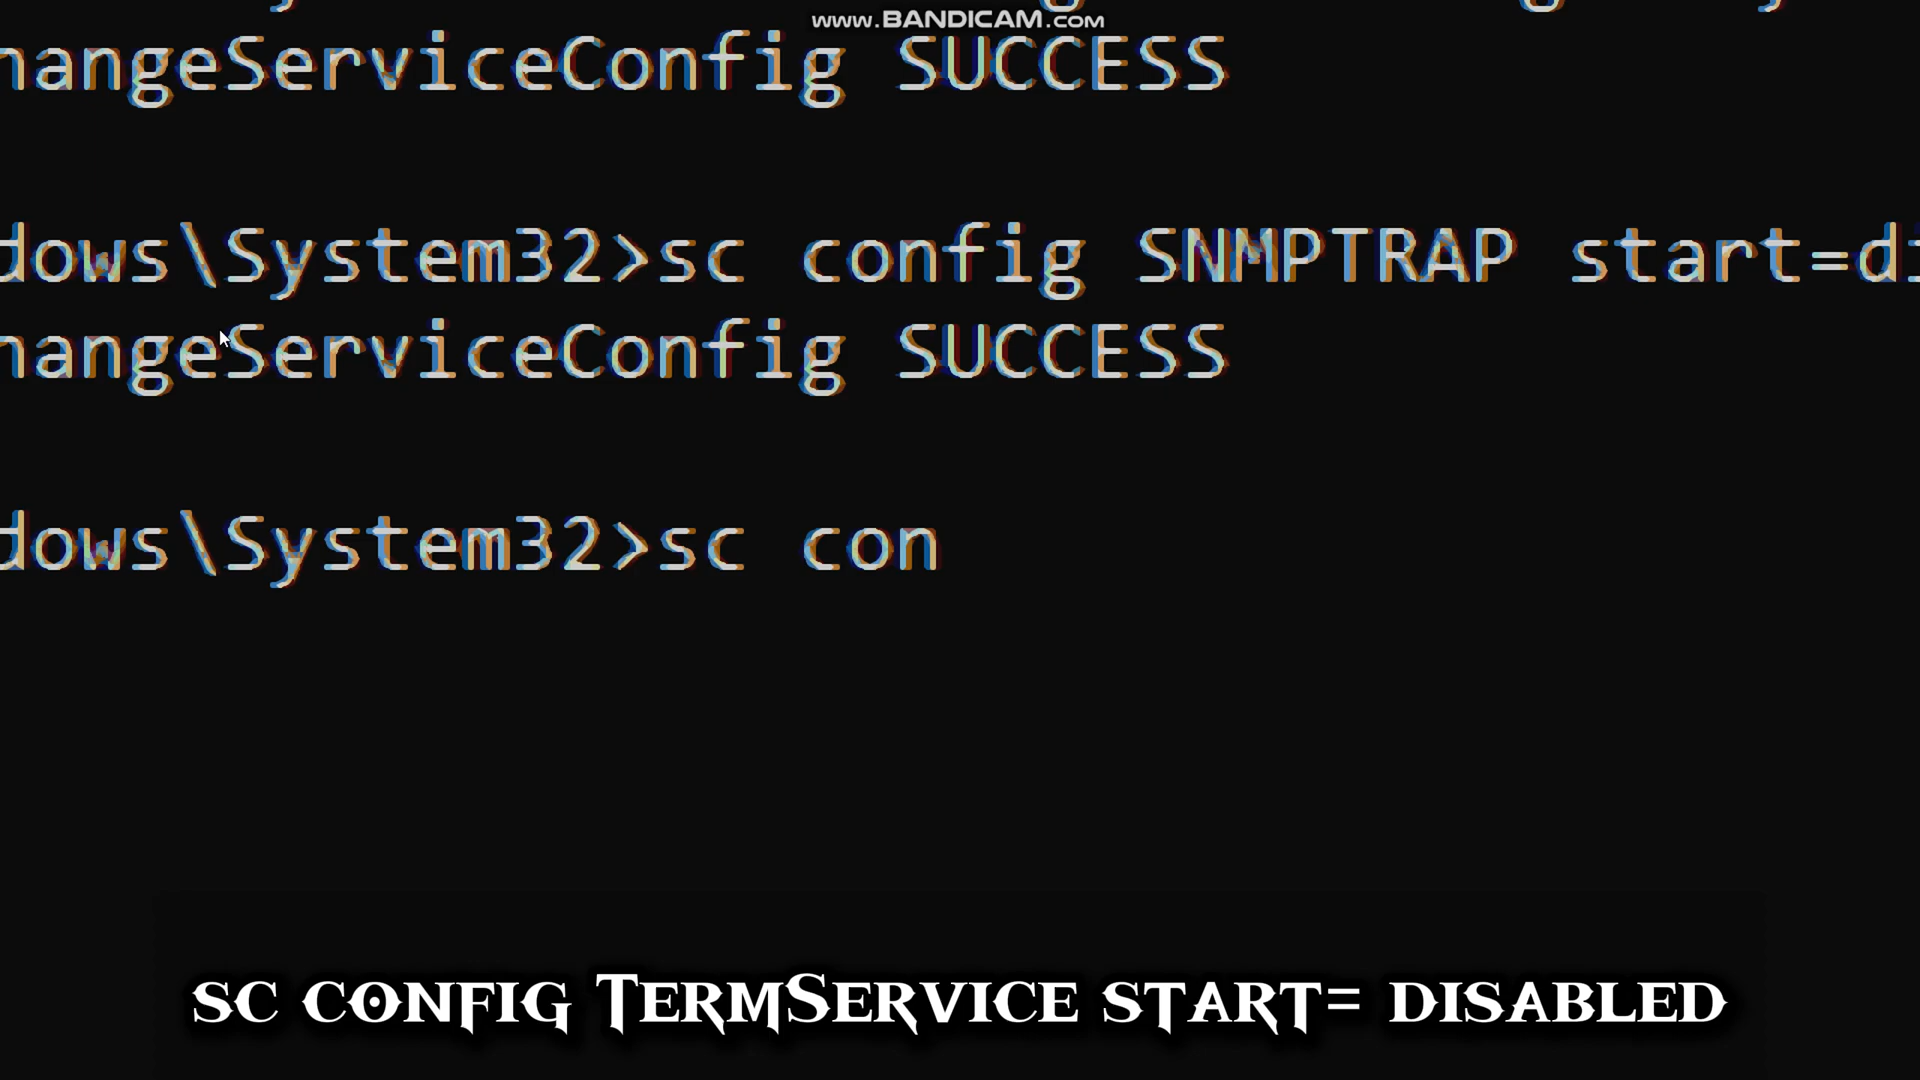 www.BANDICAM.com
hangeServiceConfig SUCCESS
dows\System32>sc config SNMPTRAP start=di
hangeServiceConfig SUCCESS
dows\System32>sc con
sc config TermService start= disabled